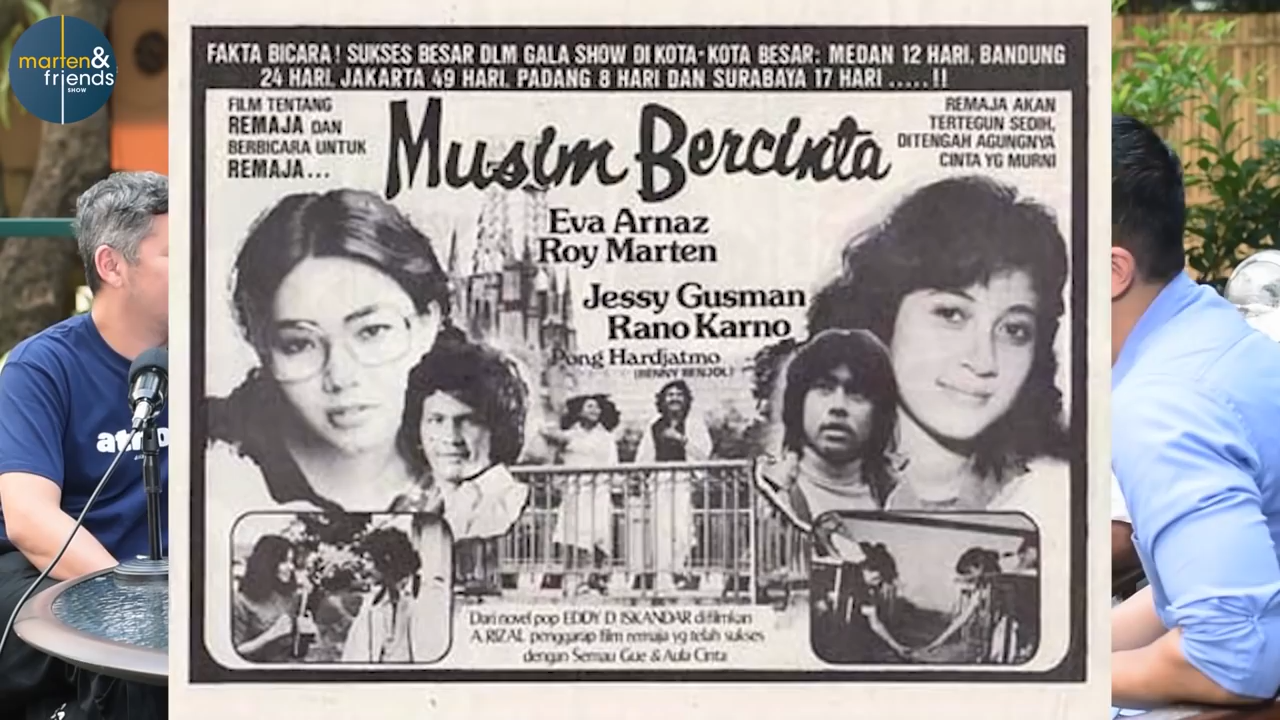 marten&
friends
SHOW
FAKTA BICARA! SUKSES BESAR DLM GALA SHOW DI KOTA-KOTA BESAR: MEDAN 12 HARI, BANDUNG
24 HARI, JAKARTA 49 HARI, PADANG 8 HARI DAN SURABAYA 17 HARI .....!!
FILM TENTANG
REMAJA DAN
BERBICARA UNTUK
REMAJA...
Musim Bercinta
REMAJA AKAN
TERTEGUN SEDIH,
DITENGAH AGUNGNYA
CINTA YG MURNI
Eva Arnaz
Roy Marten
Jessy Gusman
Rano Karno
Pong Hardjatmo
(BENNY BENJOL)
Dari novel pop EDDY D. ISKANDAR difilmkan
A. RIZAL penggarap film remaja yg telah sukses
dengan Semau Gue & Aula Cinta